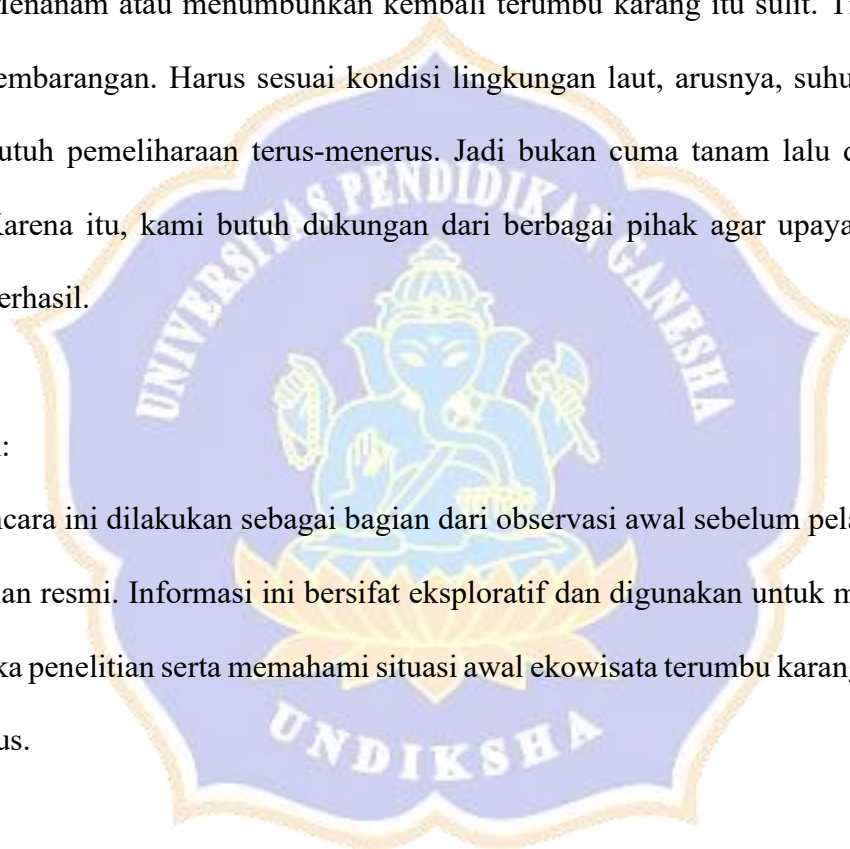 Menanam atau menumbuhkan kembali terumbu karang itu sulit.
embarangan. Harus sesuai kondisi lingkungan laut, arusnya, suhu
utuh pemeliharaan terus-menerus. Jadi bukan cuma tanam lalu
Karena itu, kami butuh dukungan dari berbagai pihak agar upaya
erhasil.
UNIVERSITAS PENDIDIKAN GANESHA
:
ncara ini dilakukan sebagai bagian dari observasi awal sebelum pela
an resmi. Informasi ini bersifat eksploratif dan digunakan untuk m
ka penelitian serta memahami situasi awal ekowisata terumbu karang
us.
UNDIKSHA